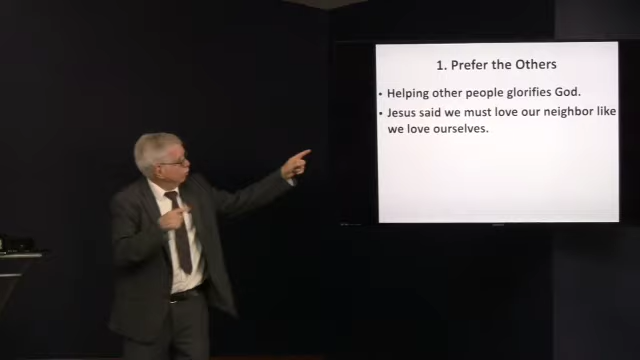 1. Prefer the Others
• Helping other people glorifies God.
• Jesus said we must love our neighbor like
we love ourselves.